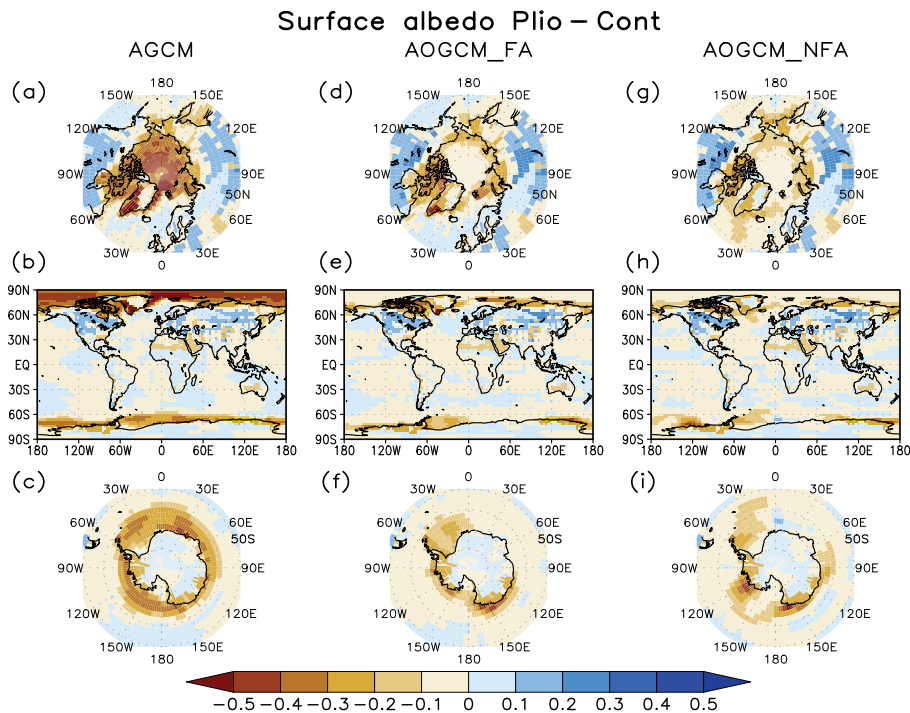 Surface albedo Plio – Cont
AGCM AOGCM_FA AOGCM_NFA
(a) (d) (g)
180 180 180
150W 150E 150W 150E 150W 150E
120W 120E 120W 120E 120W 120E
90W 90E 90W 90E 90W 90E
50N 50N 50N
60W 60E 60W 60E 60W 60E
30W 30E 30W 30E 30W 30E
0 0 0
(b) (e) (h)
90N 90N 90N
60N 60N 60N
30N 30N 30N
EQ EQ EQ
30S 30S 30S
60S 60S 60S
90S 90S 90S
180 120W 60W 0 60E 120E 180 180 120W 60W 0 60E 120E 180 180 120W 60W 0 60E 120E 180
(c) (f) (i)
0 0 0
30W 30E 30W 30E 30W 30E
60W 60E 60W 60E 60W 60E
50S 50S 50S
90W 90E 90W 90E 90W 90E
120W 120E 120W 120E 120W 120E
150W 150E 150W 150E 150W 150E
180 180 180
−0.5 −0.4 −0.3 −0.2 −0.1 0 0.1 0.2 0.3 0.4 0.5